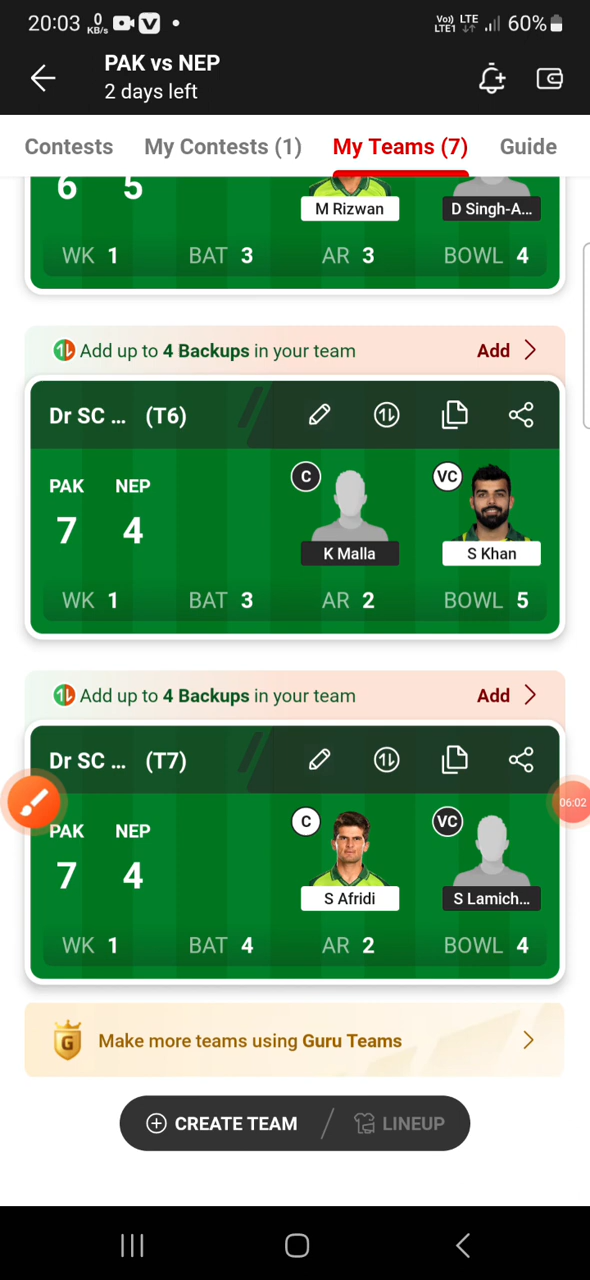 20:03 0 KB/s V Vo)) LTE LTE1 60%
PAK vs NEP
2 days left
Contests My Contests (1) My Teams (7) Guide
6 5
M Rizwan D Singh-A...
WK 1 BAT 3 AR 3 BOWL 4
Add up to 4 Backups in your team Add
Dr SC ... (T6)
C VC
PAK NEP
7 4
K Malla S Khan
WK 1 BAT 3 AR 2 BOWL 5
Add up to 4 Backups in your team Add
Dr SC ... (T7)
06:02
C VC
PAK NEP
7 4
S Afridi S Lamich...
WK 1 BAT 4 AR 2 BOWL 4
G Make more teams using Guru Teams
CREATE TEAM LINEUP